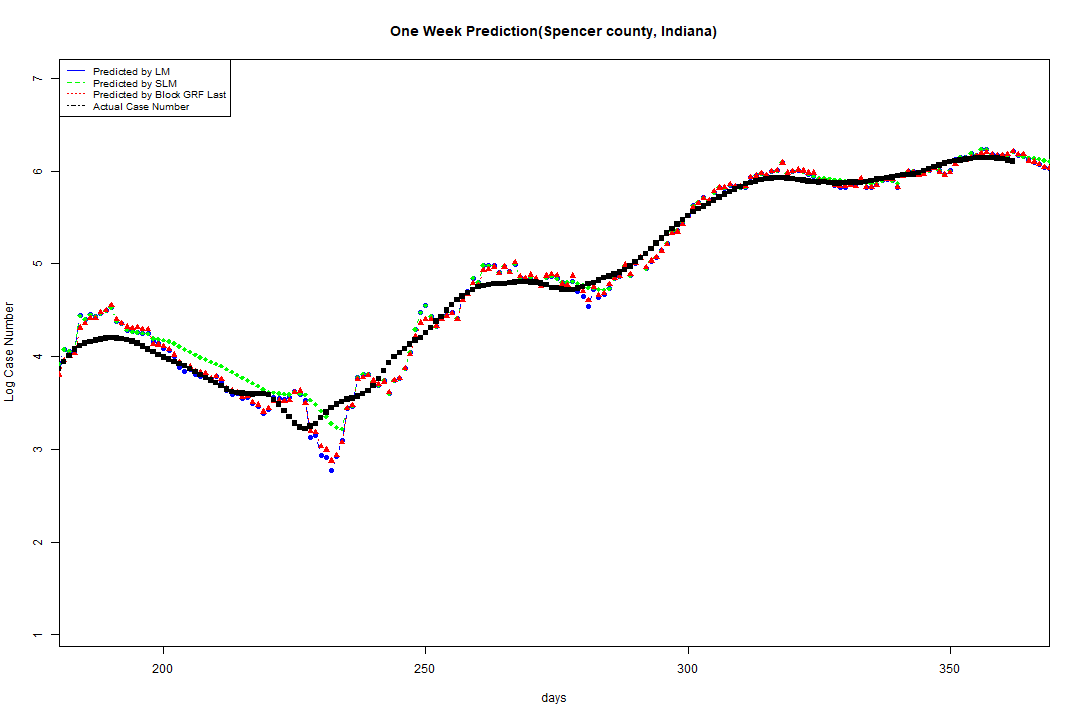 One Week Prediction(Spencer county, Indiana)
Predicted by LM
Predicted by SLM
Predicted by Block GRF Last
Actual Case Number
7
6
5
4
3
2
1
Log Case Number
200 250 300 350
days